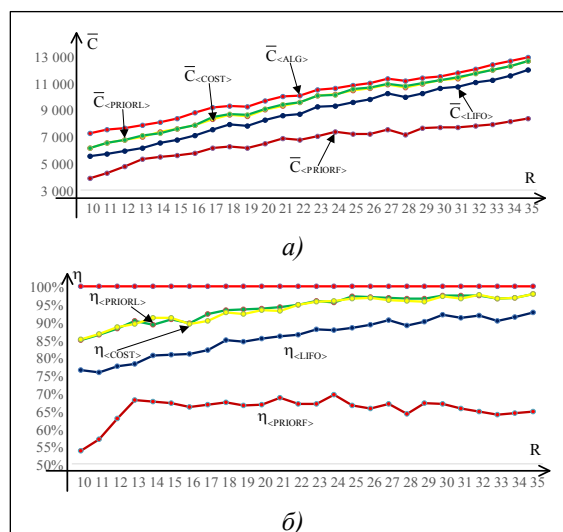 C̅
13 000
C̅<ALG>
C̅<COST>
11 000
C̅<PRIORL>
9 000
7 000
C̅<LIFO>
5 000
C̅<PRIORF>
R
3 000
10 11 12 13 14 15 16 17 18 19 20 21 22 23 24 25 26 27 28 29 30 31 32 33 34 35
а)
η
100%
95%
η<PRIORL>
90%
85%
η<COST>
η<LIFO>
80%
75%
70%
65%
η<PRIORF>
60%
55%
R
50%
10 11 12 13 14 15 16 17 18 19 20 21 22 23 24 25 26 27 28 29 30 31 32 33 34 35
б)